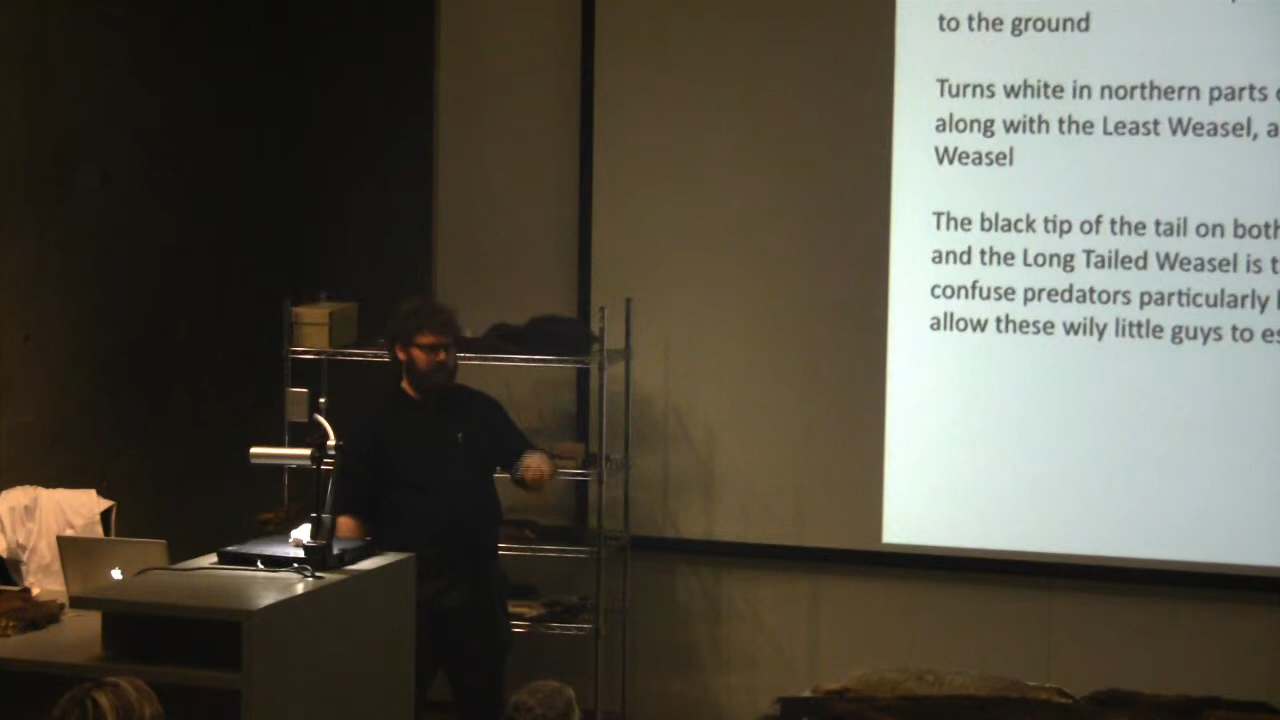 to the ground
Turns white in northern parts
along with the Least Weasel,
Weasel
The black tip of the tail on both
and the Long Tailed Weasel is
confuse predators particularly
allow these wily little guys to